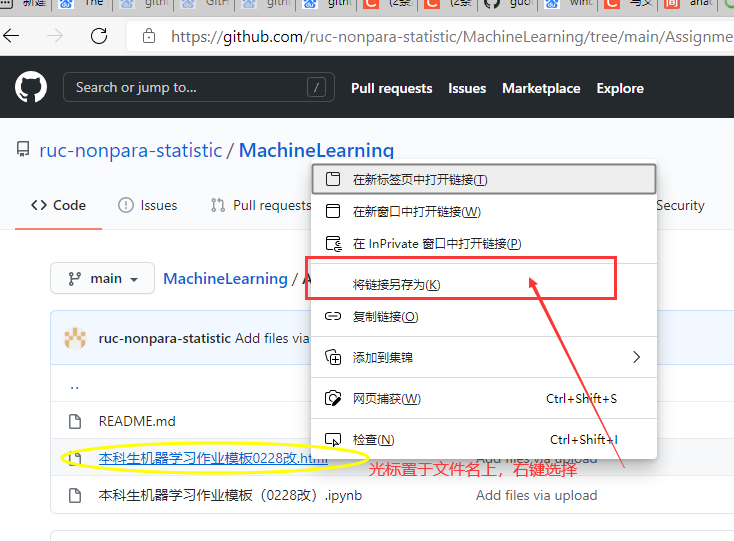 新建
The
gith
GitH
gith
gith
C (2条
C (2条
guo
wind
C 与文
简 anac
https://github.com/ruc-nonpara-statistic/MachineLearning/tree/main/Assignme
Search or jump to... /
Pull requests Issues Marketplace Explore
ruc-nonpara-statistic / MachineLearning
Code Issues Pull requests Security
在新标签页中打开链接(T)
在新窗口中打开链接(W)
在 InPrivate 窗口中打开链接(P)
将链接另存为(K)
复制链接(O)
添加到集锦
网页捕获(W) Ctrl+Shift+S
检查(N) Ctrl+Shift+I
main MachineLearning / A
ruc-nonpara-statistic Add files via
..
README.md
本科生机器学习作业模板0228改.html Add files via upload
光标置于文件名上，右键选择
本科生机器学习作业模板（0228改）.ipynb Add files via upload